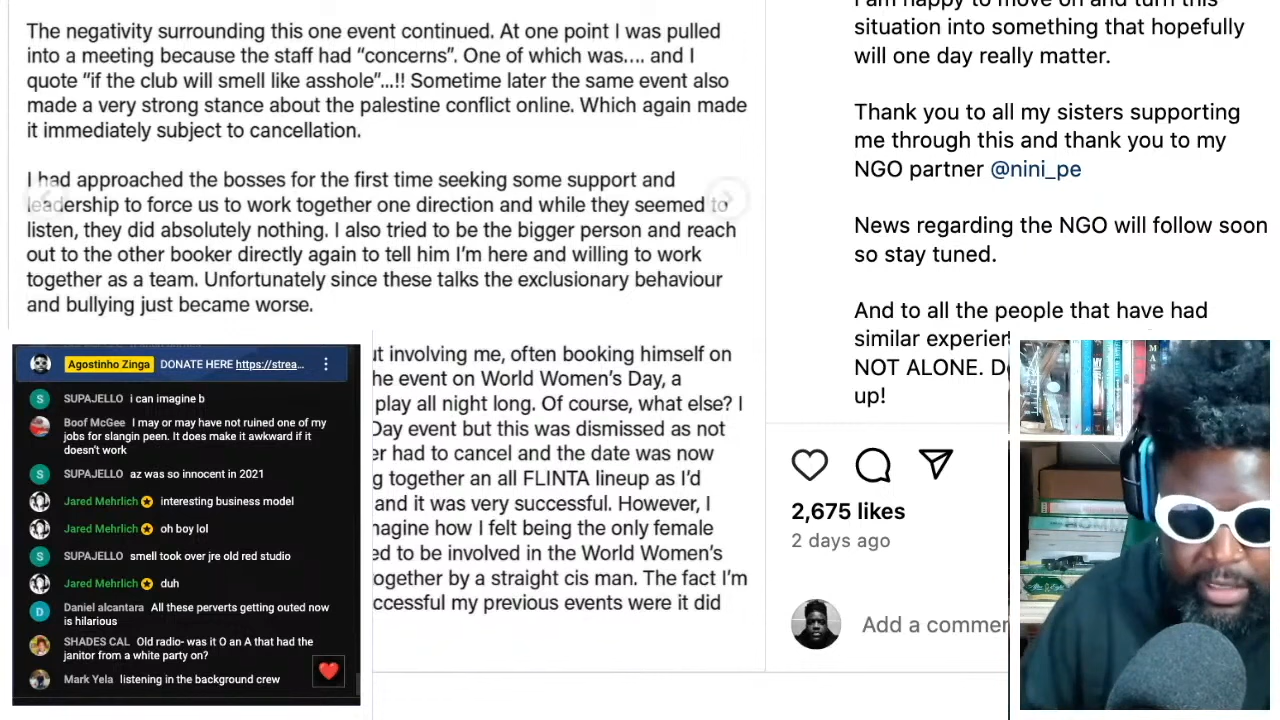 The negativity surrounding this one event continued. At one point I was pulled
into a meeting because the staff had “concerns”. One of which was.... and I
quote “if the club will smell like asshole”...!! Sometime later the same event also
made a very strong stance about the palestine conflict online. Which again made
it immediately subject to cancellation.
I had approached the bosses for the first time seeking some support and
leadership to force us to work together one direction and while they seemed to
listen, they did absolutely nothing. I also tried to be the bigger person and reach
out to the other booker directly again to tell him I’m here and willing to work
together as a team. Unfortunately since these talks the exclusionary behaviour
and bullying just became worse.
ut involving me, often booking himself on
he event on World Women’s Day, a
play all night long. Of course, what else? I
Day event but this was dismissed as not
er had to cancel and the date was now
g together an all FLINTA lineup as I’d
and it was very successful. However, I
magine how I felt being the only female
ed to be involved in the World Women’s
ogether by a straight cis man. The fact I’m
ccessful my previous events were it did
I am happy to move on and turn this
situation into something that hopefully
will one day really matter.
Thank you to all my sisters supporting
me through this and thank you to my
NGO partner @nini_pe
News regarding the NGO will follow soon
so stay tuned.
And to all the people that have had
similar experien
NOT ALONE. D
up!
2,675 likes
2 days ago
Add a commen
Agostinho Zinga DONATE HERE https://strea...
S SUPAJELLO i can imagine b
Boof McGee I may or may have not ruined one of my
jobs for slangin peen. It does make it awkward if it
doesn't work
S SUPAJELLO az was so innocent in 2021
Jared Mehrlich interesting business model
Jared Mehrlich oh boy lol
S SUPAJELLO smell took over jre old red studio
Jared Mehrlich duh
D Daniel alcantara All these perverts getting outed now
is hilarious
SHADES CAL Old radio- was it O an A that had the
janitor from a white party on?
Mark Yela listening in the background crew